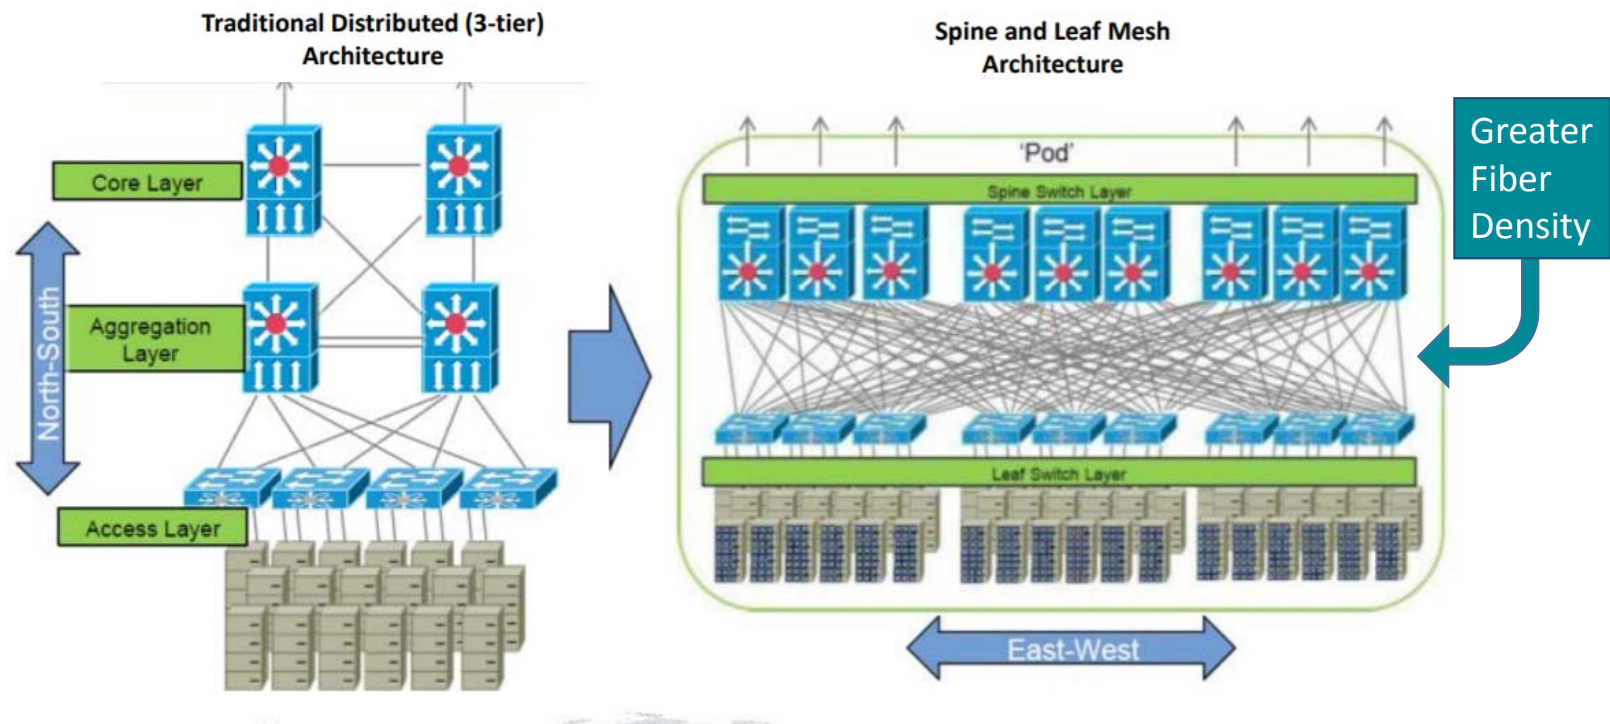 Traditional Distributed (3-tier)
Architecture
Core Layer
Aggregation
Layer
North-South
Access Layer
Spine and Leaf Mesh
Architecture
'Pod'
Spine Switch Layer
Leaf Switch Layer
East-West
Greater
Fiber
Density